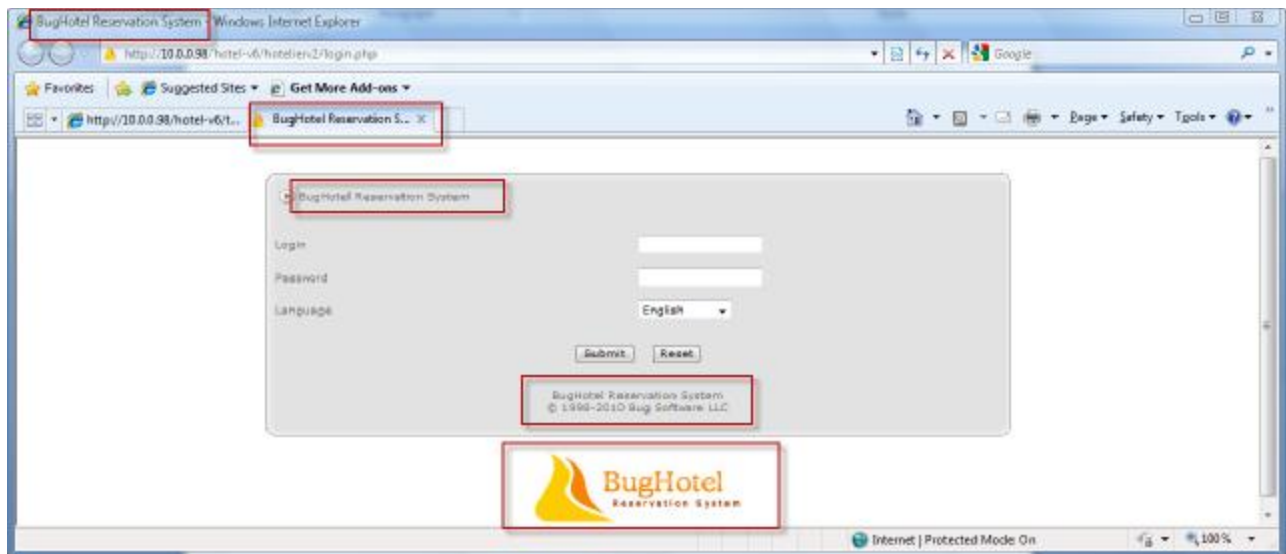 BugHotel Reservation System - Windows Internet Explorer
http://10.0.0.98/hotel-v6/hotelierv2/login.php
Google
Favorites Suggested Sites Get More Add-ons
http://10.0.0.98/hotel-v6/t... BugHotel Reservation S... Page Safety Tools
BugHotel Reservation System
Login
Password
Language English
Submit Reset
BugHotel Reservation System
© 1998-2010 Bug Software LLC
BugHotel
Reservation System
Internet | Protected Mode: On 100%